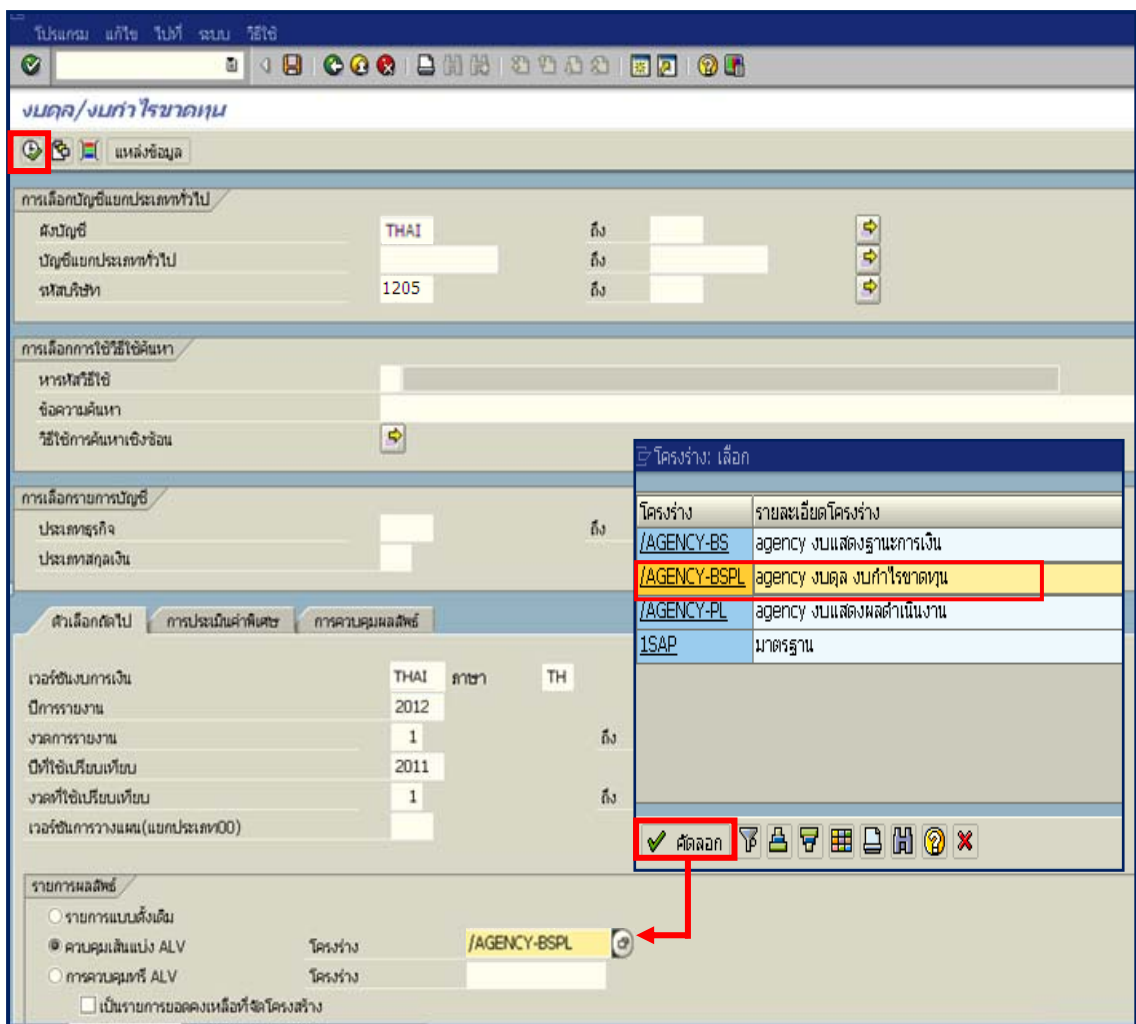 โปรแกรม แก้ไข ไปที่ ระบบ วิธีใช้
งบดุล/งบกำไรขาดทุน
แหล่งข้อมูล
การเลือกบัญชีแยกประเภททั่วไป
ผังบัญชี THAI ถึง
บัญชีแยกประเภททั่วไป ถึง
รหัสบริษัท 1205 ถึง
การเลือกการใช้วิธีใช้ค้นหา
หารหัสวิธีใช้
ข้อความค้นหา
วิธีใช้การค้นหาเชิงซ้อน
การเลือกรายการบัญชี
ประเภทธุรกิจ ถึง
ประเภทสกุลเงิน
โครงร่าง: เลือก
โครงร่าง รายละเอียดโครงร่าง
/AGENCY-BS agency งบแสดงฐานะการเงิน
/AGENCY-BSPL agency งบดุล งบกำไรขาดทุน
/AGENCY-PL agency งบแสดงผลดำเนินงาน
1SAP มาตรฐาน
คัดลอก
ตัวเลือกถัดไป การประเมินค่าพิเศษ การควบคุมผลลัพธ์
เวอร์ชันงบการเงิน THAI ภาษา TH
ปีการรายงาน 2012
งวดการรายงาน 1 ถึง
ปีที่ใช้เปรียบเทียบ 2011
งวดที่ใช้เปรียบเทียบ 1 ถึง
เวอร์ชันการวางแผน(แยกประเภท00)
รายการผลลัพธ์
รายการแบบดั้งเดิม
ควบคุมเส้นแบ่ง ALV โครงร่าง /AGENCY-BSPL
การควบคุมทรี ALV โครงร่าง
เป็นรายการยอดคงเหลือที่จัดโครงสร้าง